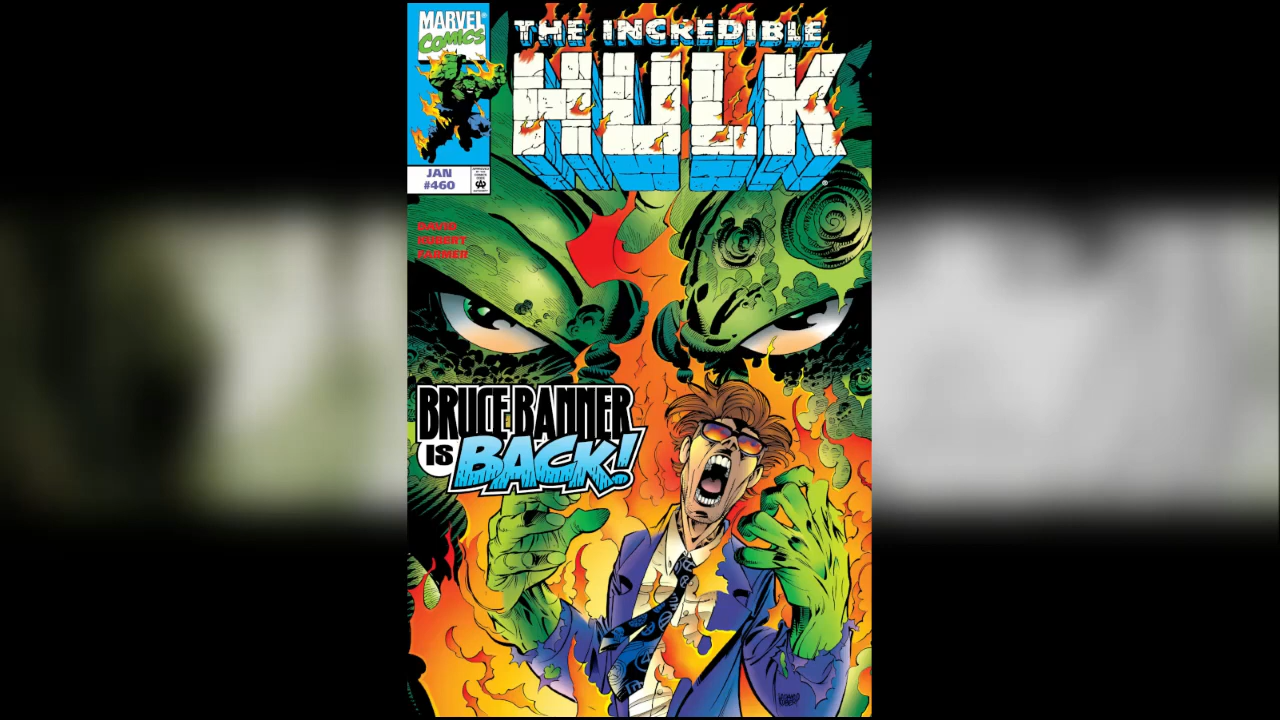 MARVEL
COMICS
THE INCREDIBLE
HULK
JAN
#460
DAVID
KUBERT
FARMER
BRUCE BANNER
IS BACK!